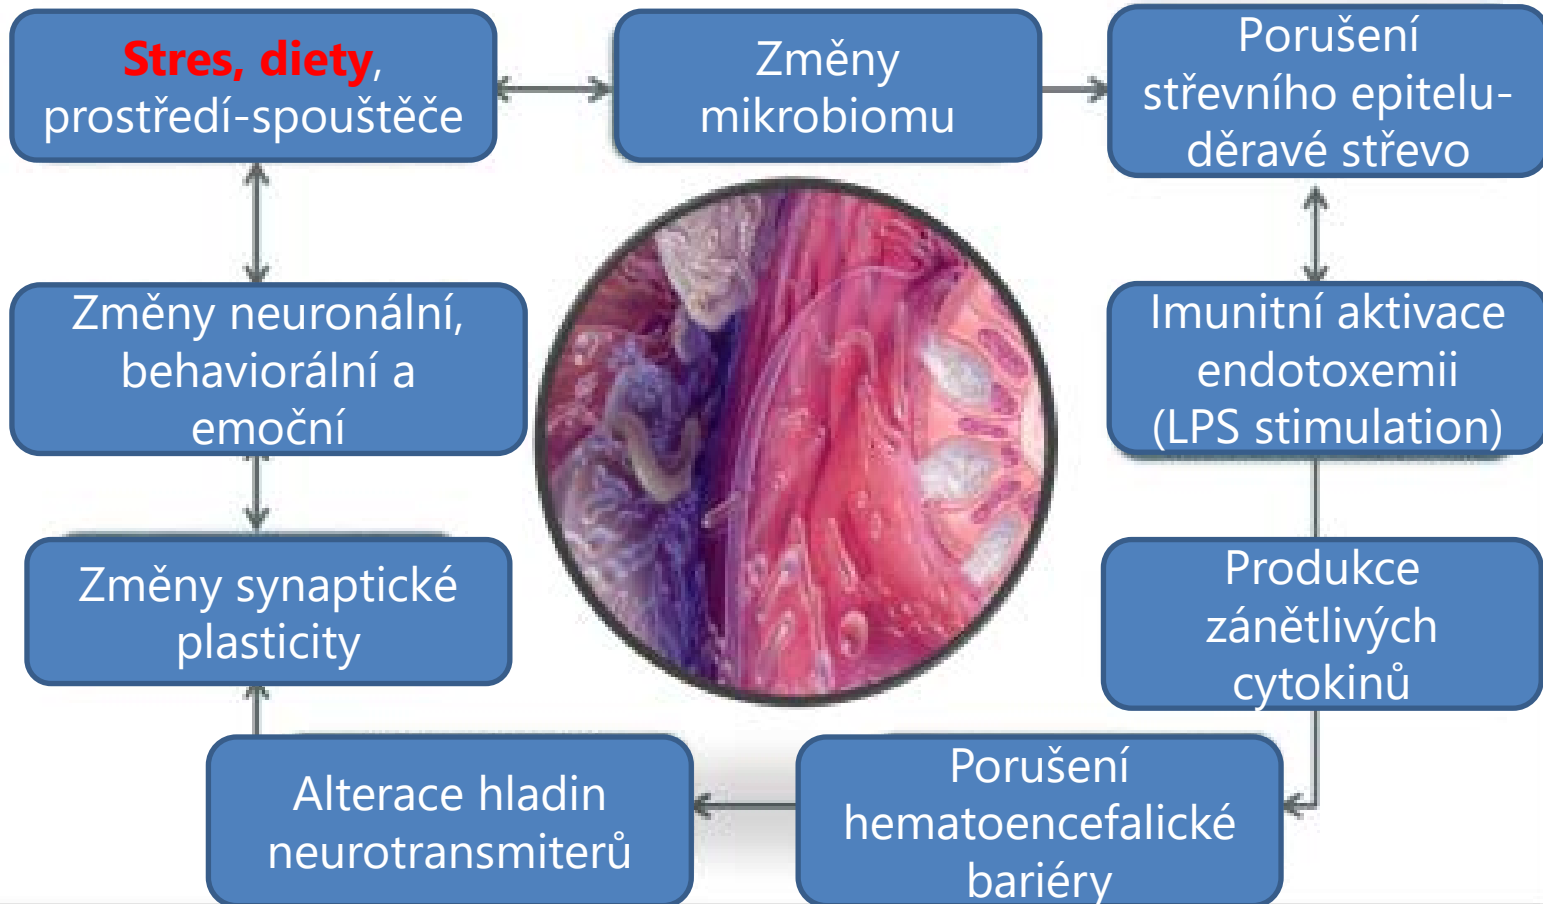 Stres, diety,
prostředí-spouštěče
Změny
mikrobiomu
Porušení
střevního epitelu-
děravé střevo
Změny neuronální,
behaviorální a
emoční
Imunitní aktivace
endotoxemii
(LPS stimulation)
Změny synaptické
plasticity
Produkce
zánětlivých
cytokinů
Alterace hladin
neurotransmiterů
Porušení
hematoencefalické
bariéry